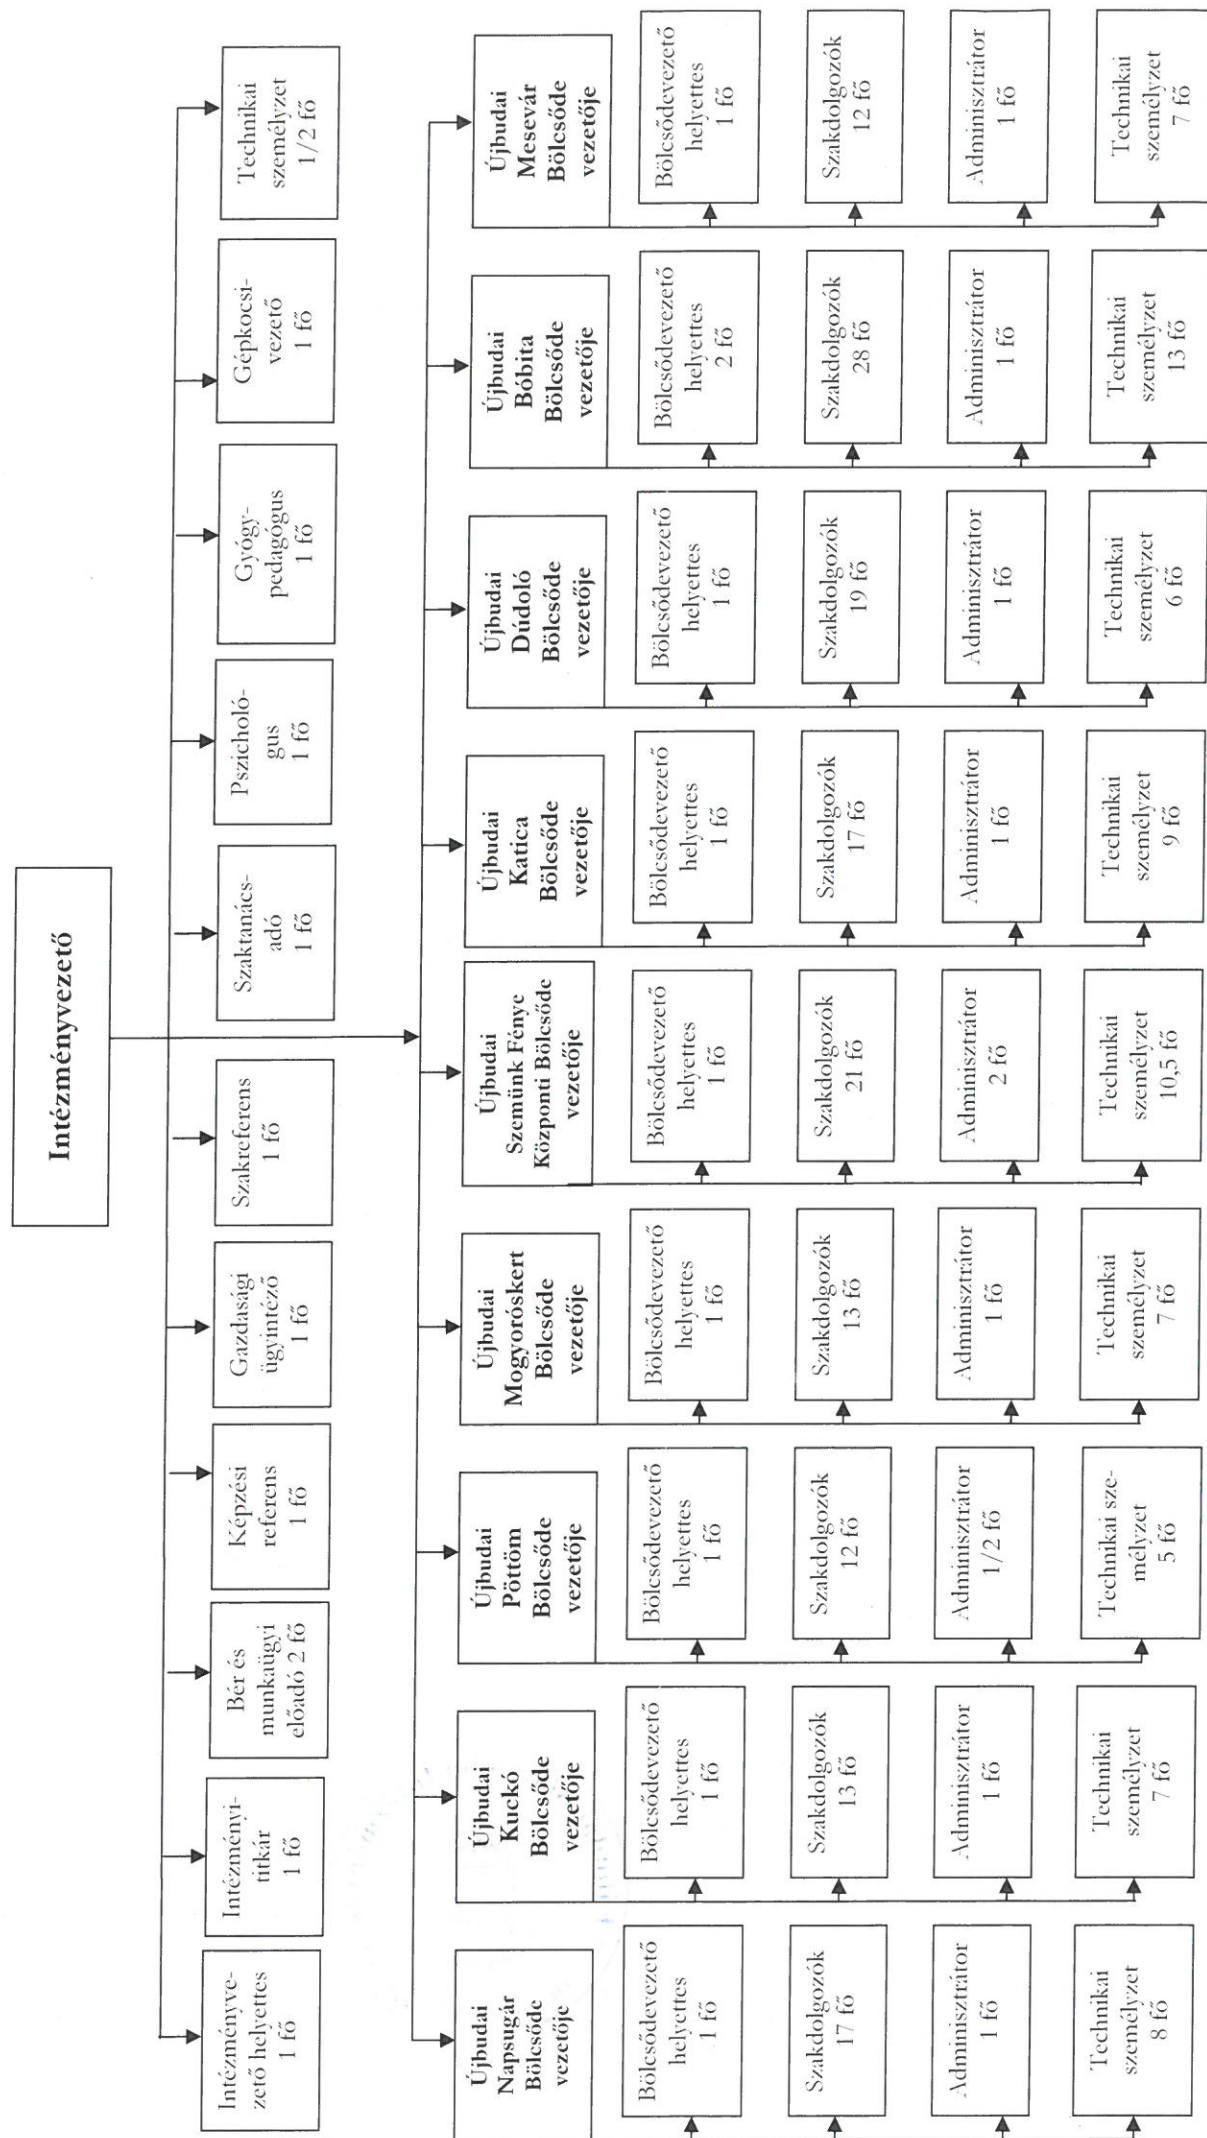 Intézményvezető
Intézményve-
zető helyettes
1 fő
Intézményi-
titkár
1 fő
Bér és
munkaügyi
előadó 2 fő
Képzési
referens
1 fő
Gazdasági
ügyintéző
1 fő
Szakreferens
1 fő
Szaktanács-
adó
1 fő
Pszicholó-
gus
1 fő
Gyógy-
pedagógus
1 fő
Gépkocsi-
vezető
1 fő
Technikai
személyzet
1/2 fő
Újbudai
Napsugár
Bölcsőde
vezetője
Bölcsődevezető
helyettes
1 fő
Szakdolgozók
17 fő
Adminisztrátor
1 fő
Technikai
személyzet
8 fő
Újbudai
Kuckó
Bölcsőde
vezetője
Bölcsődevezető
helyettes
1 fő
Szakdolgozók
13 fő
Adminisztrátor
1 fő
Technikai
személyzet
7 fő
Újbudai
Pöttöm
Bölcsőde
vezetője
Bölcsődevezető
helyettes
1 fő
Szakdolgozók
12 fő
Adminisztrátor
1/2 fő
Technikai sze-
mélyzet
5 fő
Újbudai
Mogyoróskert
Bölcsőde
vezetője
Bölcsődevezető
helyettes
1 fő
Szakdolgozók
13 fő
Adminisztrátor
1 fő
Technikai
személyzet
7 fő
Újbudai
Szemünk Fénye
Központi Bölcsőde
vezetője
Bölcsődevezető
helyettes
1 fő
Szakdolgozók
21 fő
Adminisztrátor
2 fő
Technikai
személyzet
10,5 fő
Újbudai
Katica
Bölcsőde
vezetője
Bölcsődevezető
helyettes
1 fő
Szakdolgozók
17 fő
Adminisztrátor
1 fő
Technikai
személyzet
9 fő
Újbudai
Dúdoló
Bölcsőde
vezetője
Bölcsődevezető
helyettes
1 fő
Szakdolgozók
19 fő
Adminisztrátor
1 fő
Technikai
személyzet
6 fő
Újbudai
Bóbita
Bölcsőde
vezetője
Bölcsődevezető
helyettes
2 fő
Szakdolgozók
28 fő
Adminisztrátor
1 fő
Technikai
személyzet
13 fő
Újbudai
Mesevár
Bölcsőde
vezetője
Bölcsődevezető
helyettes
1 fő
Szakdolgozók
12 fő
Adminisztrátor
1 fő
Technikai
személyzet
7 fő